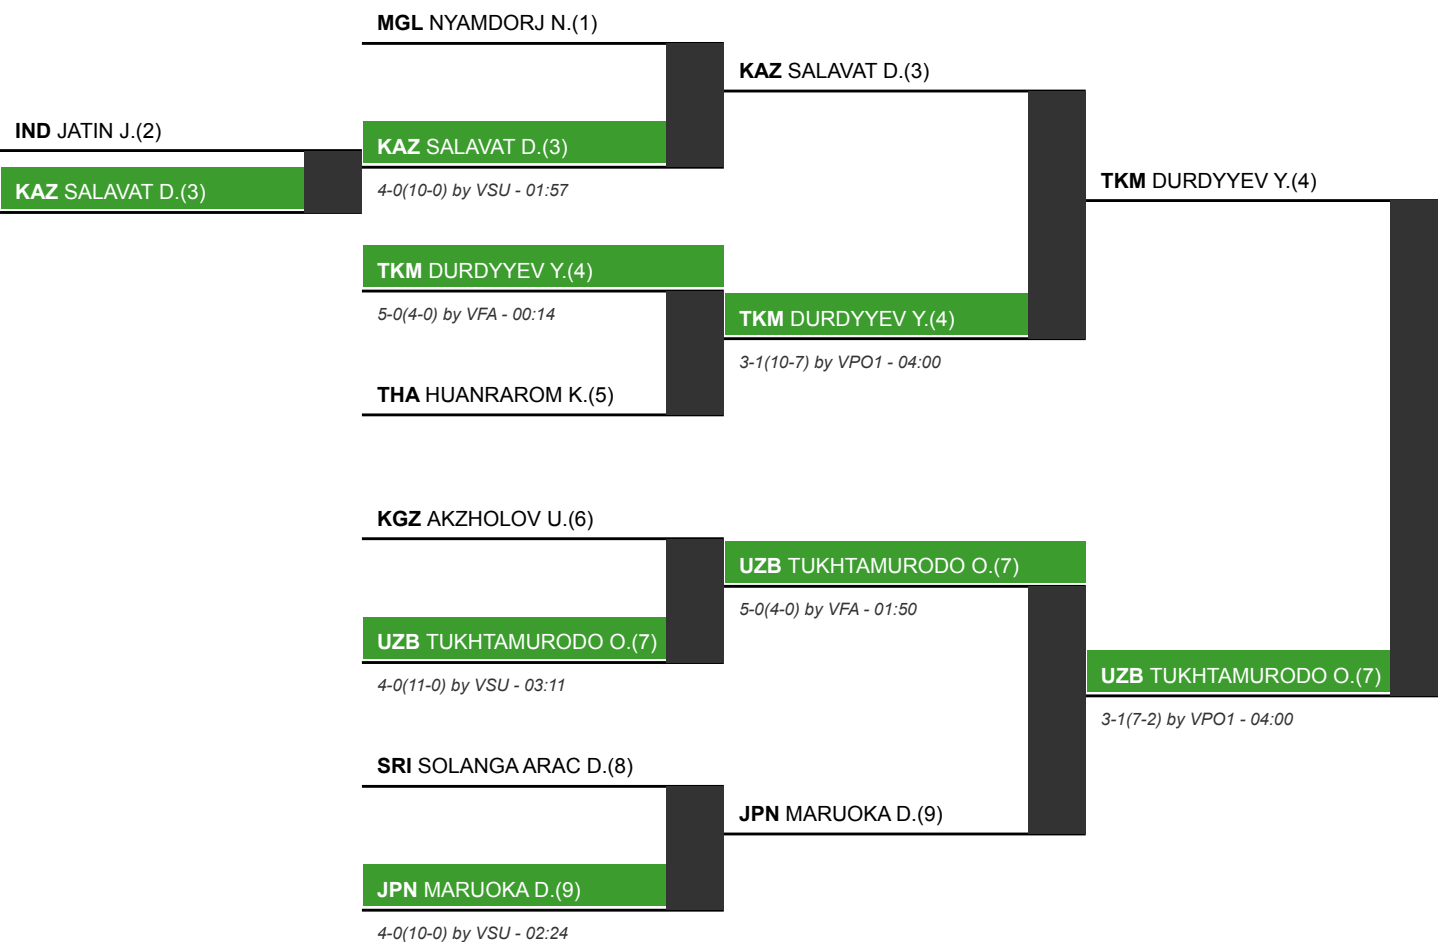 IND JATIN J.(2)
KAZ SALAVAT D.(3)
MGL NYAMDORJ N.(1)
KAZ SALAVAT D.(3)
4-0(10-0) by VSU - 01:57
TKM DURDYYEV Y.(4)
5-0(4-0) by VFA - 00:14
THA HUANRAROM K.(5)
KGZ AKZHOLOV U.(6)
UZB TUKHTAMURODO O.(7)
4-0(11-0) by VSU - 03:11
SRI SOLANGA ARAC D.(8)
JPN MARUOKA D.(9)
4-0(10-0) by VSU - 02:24
KAZ SALAVAT D.(3)
TKM DURDYYEV Y.(4)
3-1(10-7) by VPO1 - 04:00
UZB TUKHTAMURODO O.(7)
5-0(4-0) by VFA - 01:50
JPN MARUOKA D.(9)
TKM DURDYYEV Y.(4)
UZB TUKHTAMURODO O.(7)
3-1(7-2) by VPO1 - 04:00